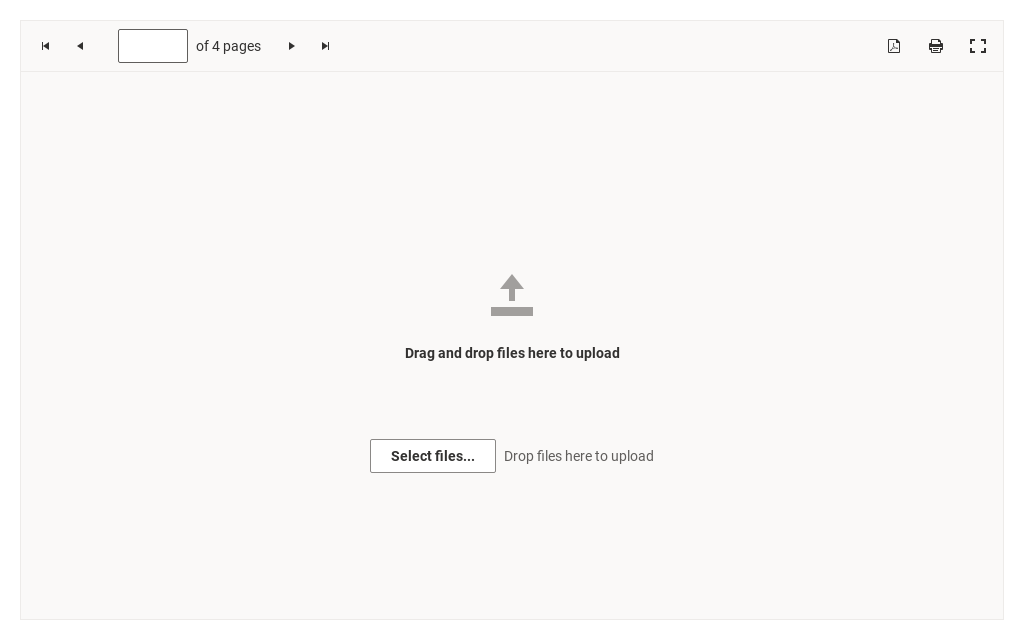 of 4 pages
Drag and drop files here to upload
Select files... Drop files here to upload